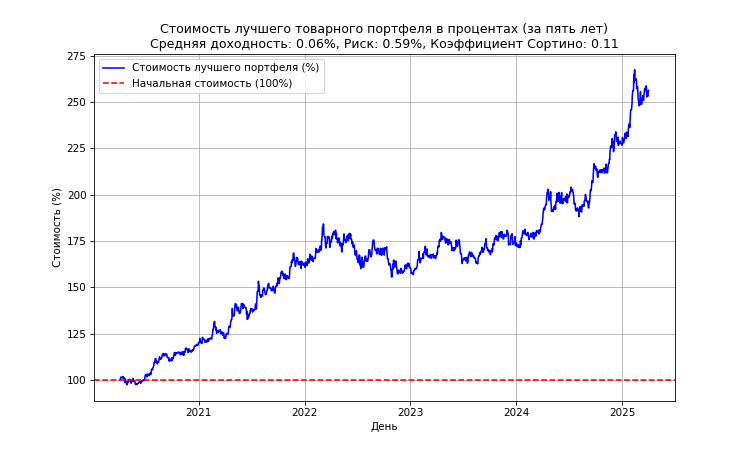 Стоимость лучшего товарного портфеля в процентах (за пять лет)
Средняя доходность: 0.06%, Риск: 0.59%, Коэффициент Сортино: 0.11
275
250
225
200
175
150
125
100
Стоимость (%)
Стоимость лучшего портфеля (%)
Начальная стоимость (100%)
2021
2022
2023
2024
2025
День